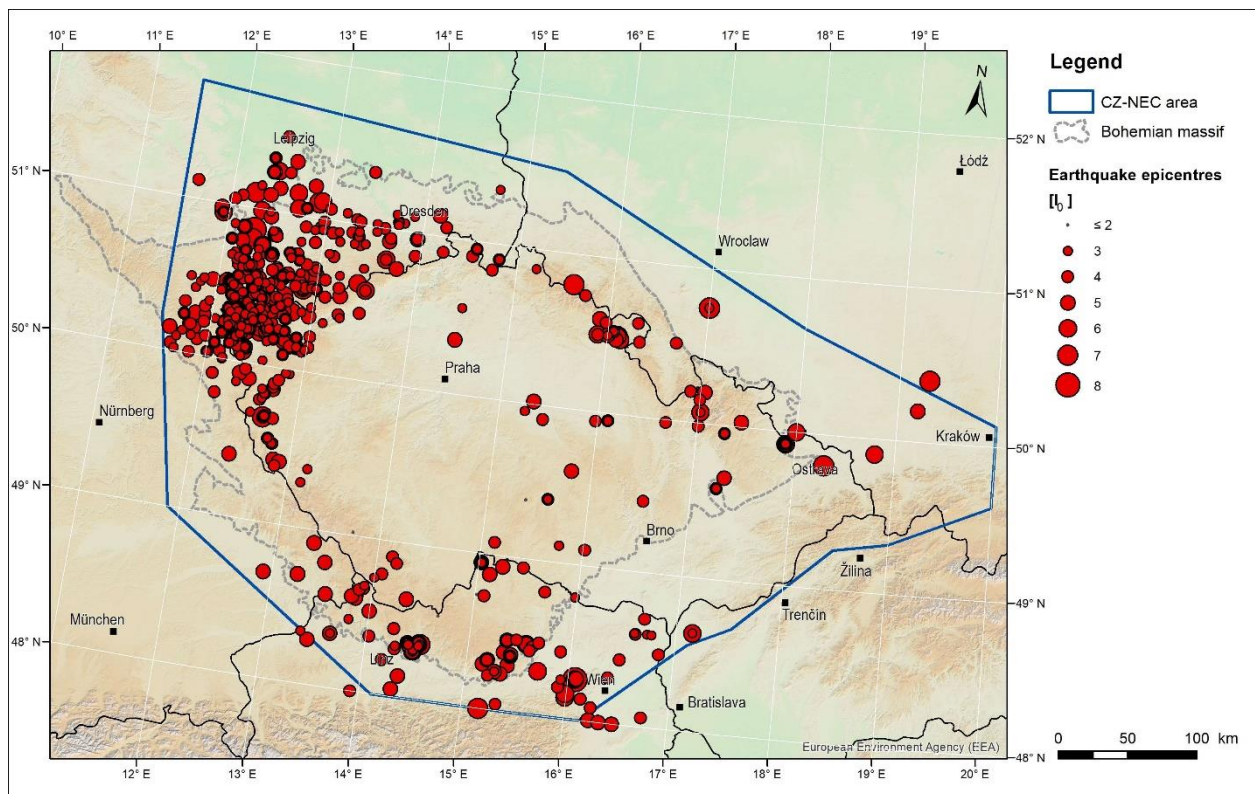 10° E 11° E 12° E 13° E 14° E 15° E 16° E 17° E 18° E 19° E
N
Legend
CZ-NEC area
Bohemian massif
Earthquake epicentres
[I0]
≤ 2
3
4
5
6
7
8
52° N
Leipzig
Łódź
51° N
Dresden
Wroclaw
51° N
50° N
Praha
Nürnberg
Kraków
50° N
Ostrava
49° N
Brno
Žilina
Trenčín
49° N
München
48° N
Linz
Wien
Bratislava
European Environment Agency (EEA)
48° N
0 50 100 km
12° E 13° E 14° E 15° E 16° E 17° E 18° E 19° E 20° E